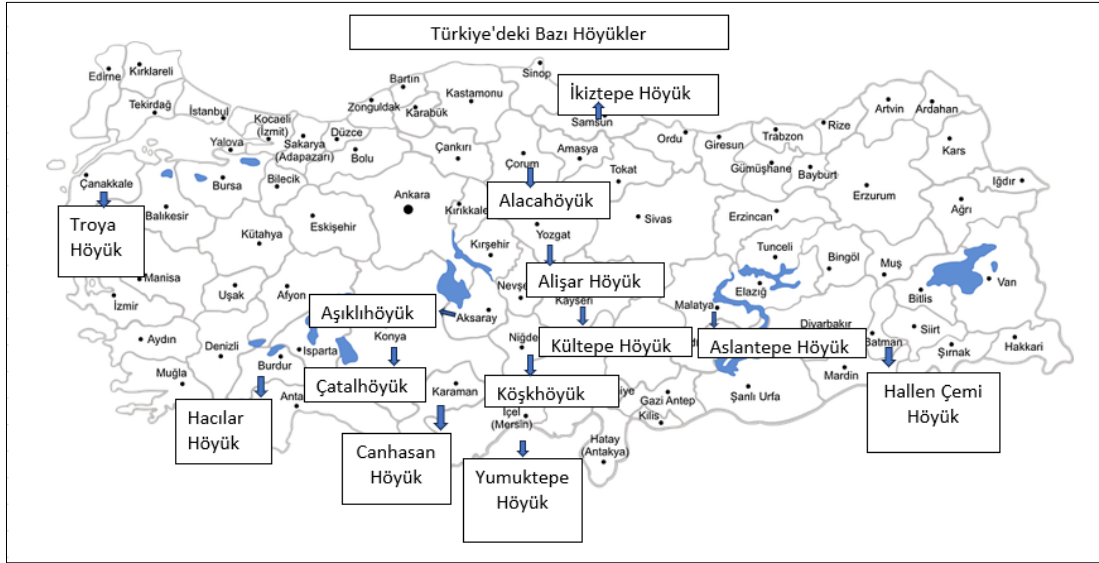 Türkiye'deki Bazı Höyükler
Sinop
Edirne
Kırklareli
Bartın
Kastamonu
İkiztepe Höyük
Artvin
Ardahan
Tekirdağ
İstanbul
Zonguldak
Karabük
Samsun
Rize
Kocaeli
(İzmit)
Düzce
Ordu
Trabzon
Giresun
Yalova
Sakarya
(Adapazarı)
Bolu
Çankırı
Çorum
Amasya
Kars
Gümüşhane
Bayburt
Çanakkale
Bursa
Bilecik
Ankara
Tokat
Erzurum
Iğdır
Alacahöyük
Kırıkkale
Troya
Höyük
Balıkesir
Eskişehir
Sivas
Erzincan
Ağrı
Kütahya
Yozgat
Tunceli
Kırşehir
Bingöl
Muş
Manisa
Alişar Höyük
Elazığ
Van
Uşak
Afyon
Nevşe
Kayseri
Bitlis
İzmir
Aşıklıhöyük
Aksaray
Malatya
Diyarbakır
Aydın
Konya
Niğde
Kültepe Höyük
Aslantepe Höyük
Batman
Siirt
Denizli
Isparta
Şırnak
Hakkari
Burdur
Muğla
Çatalhöyük
Karaman
Köşkhöyük
iye
Gazi Antep
Şanlı Urfa
Mardin
Hallen Çemi
Höyük
Anta
Hacılar
Höyük
İçel
(Mersin)
Kilis
Canhasan
Höyük
Hatay
(Antakya)
Yumuktepe
Höyük